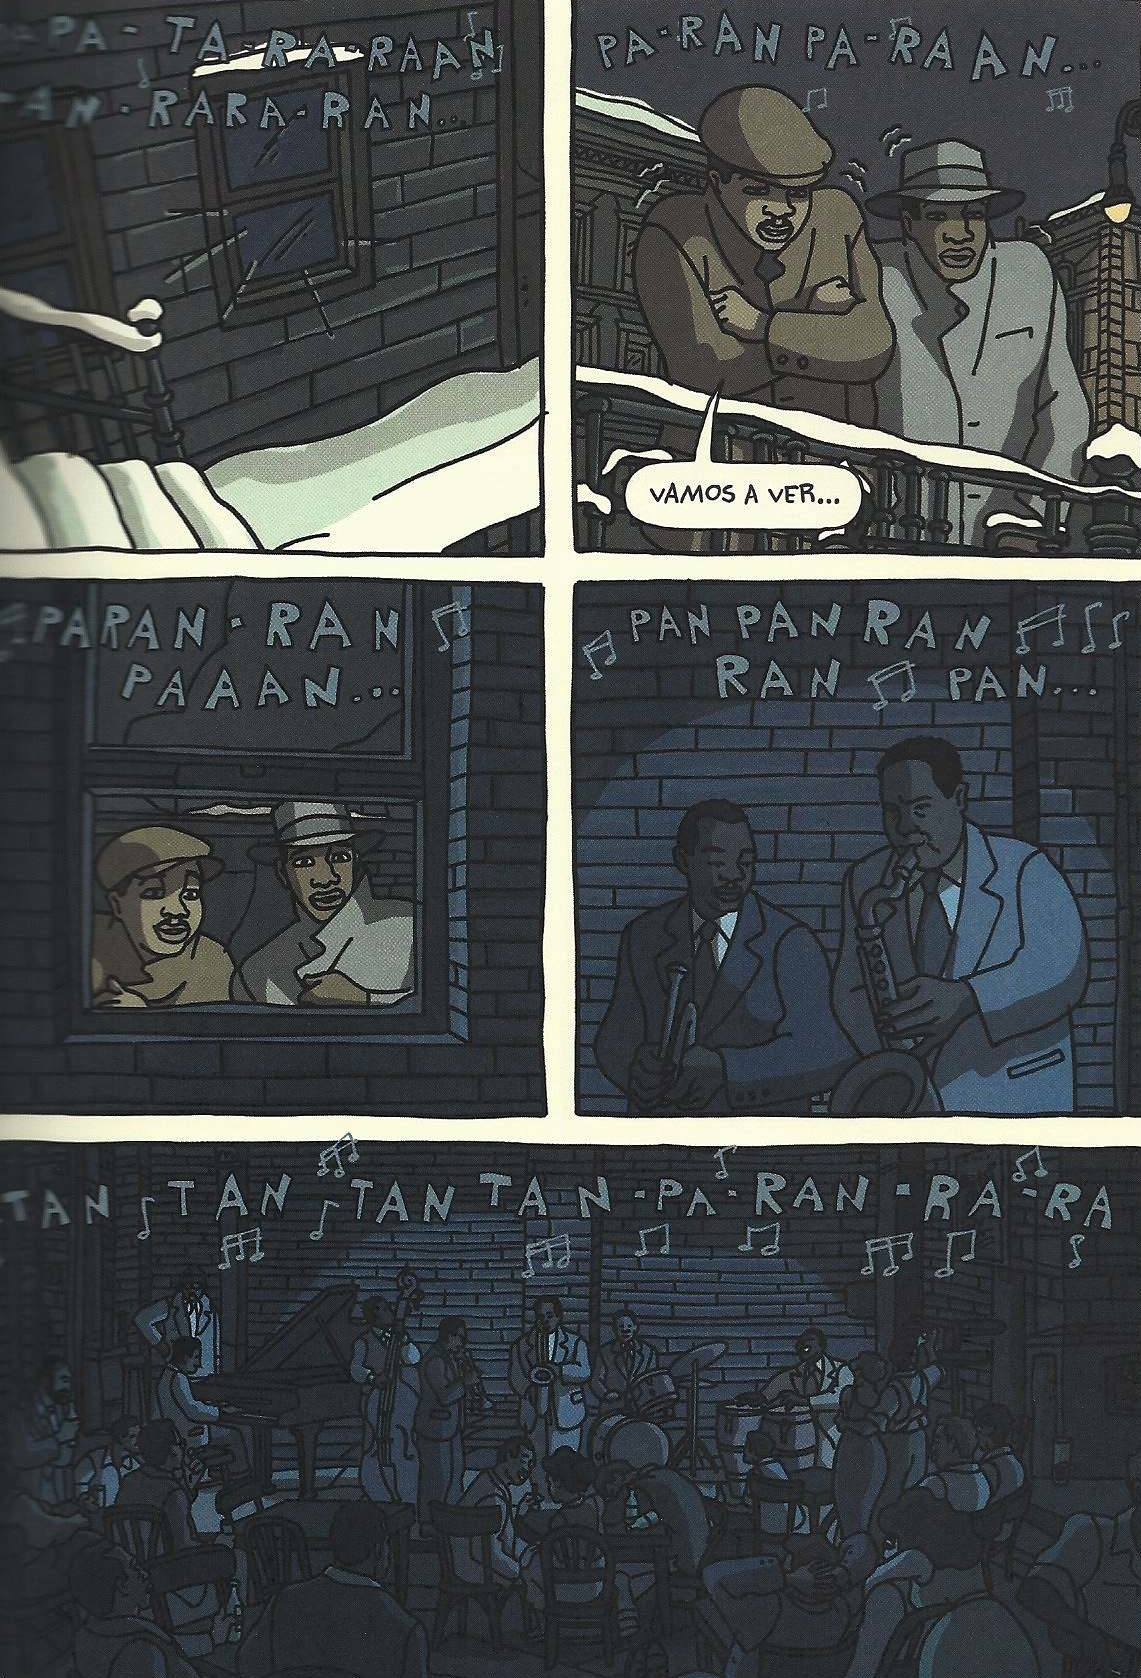 PA-TA-RA-RAAN
AN-RARA-RAN...
PA-RAN PA-RAAN...
VAMOS A VER...
PARAN-RAN
PAAAN...
PAN PAN RAN
RAN PAN...
TAN TAN TAN TAN-PA-RAN-RA-RA